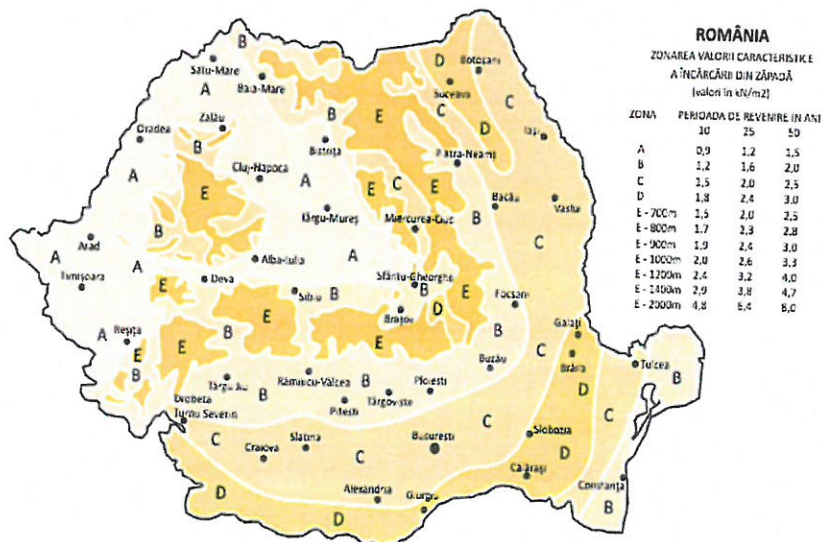 ROMÂNIA
ZONAREA VALORII CARACTERISTICE
A ÎNCĂRCĂRII DIN ZĂPADĂ
(valori în kN/m2)
ZONA PERIOADA DE REVENIRE ÎN ANI
10 25 50
A 0,9 1,2 1,5
B 1,2 1,6 2,0
C 1,5 2,0 2,5
D 1,8 2,4 3,0
E - 700m 1,5 2,0 2,5
E - 800m 1,7 2,3 2,8
E - 900m 1,9 2,4 3,0
E - 1000m 2,0 2,6 3,3
E - 1200m 2,4 3,2 4,0
E - 1400m 2,9 3,8 4,7
E - 2000m 4,8 6,4 8,0
B
Satu-Mare
Baia-Mare
A
D
Botoșani
Suceava
C
C
E
B
Zalău
Oradea
B
Bistrița
D
Iași
Piatra-Neamț
A
Cluj-Napoca
A
E
E
C
E
Târgu-Mureș
Miercurea-Ciuc
B
Bacău
Vaslui
B
E
C
Arad
A
Timișoara
A
Alba-Iulia
A
Deva
Sfântu-Gheorghe
E
Sibiu
B
B
E
Focșani
Brașov
D
Reșița
A
E
B
E
B
E
E
B
Galați
C
Buzău
Brăila
Tulcea
B
Târgu Jiu
Râmnicu-Vâlcea
B
Ploiești
D
Drobeta
Turnu Severin
B
Pitești
Târgoviște
C
C
Slatina
Craiova
C
București
C
Slobozia
D
Călărași
Constanța
D
Alexandria
Giurgiu
D
B